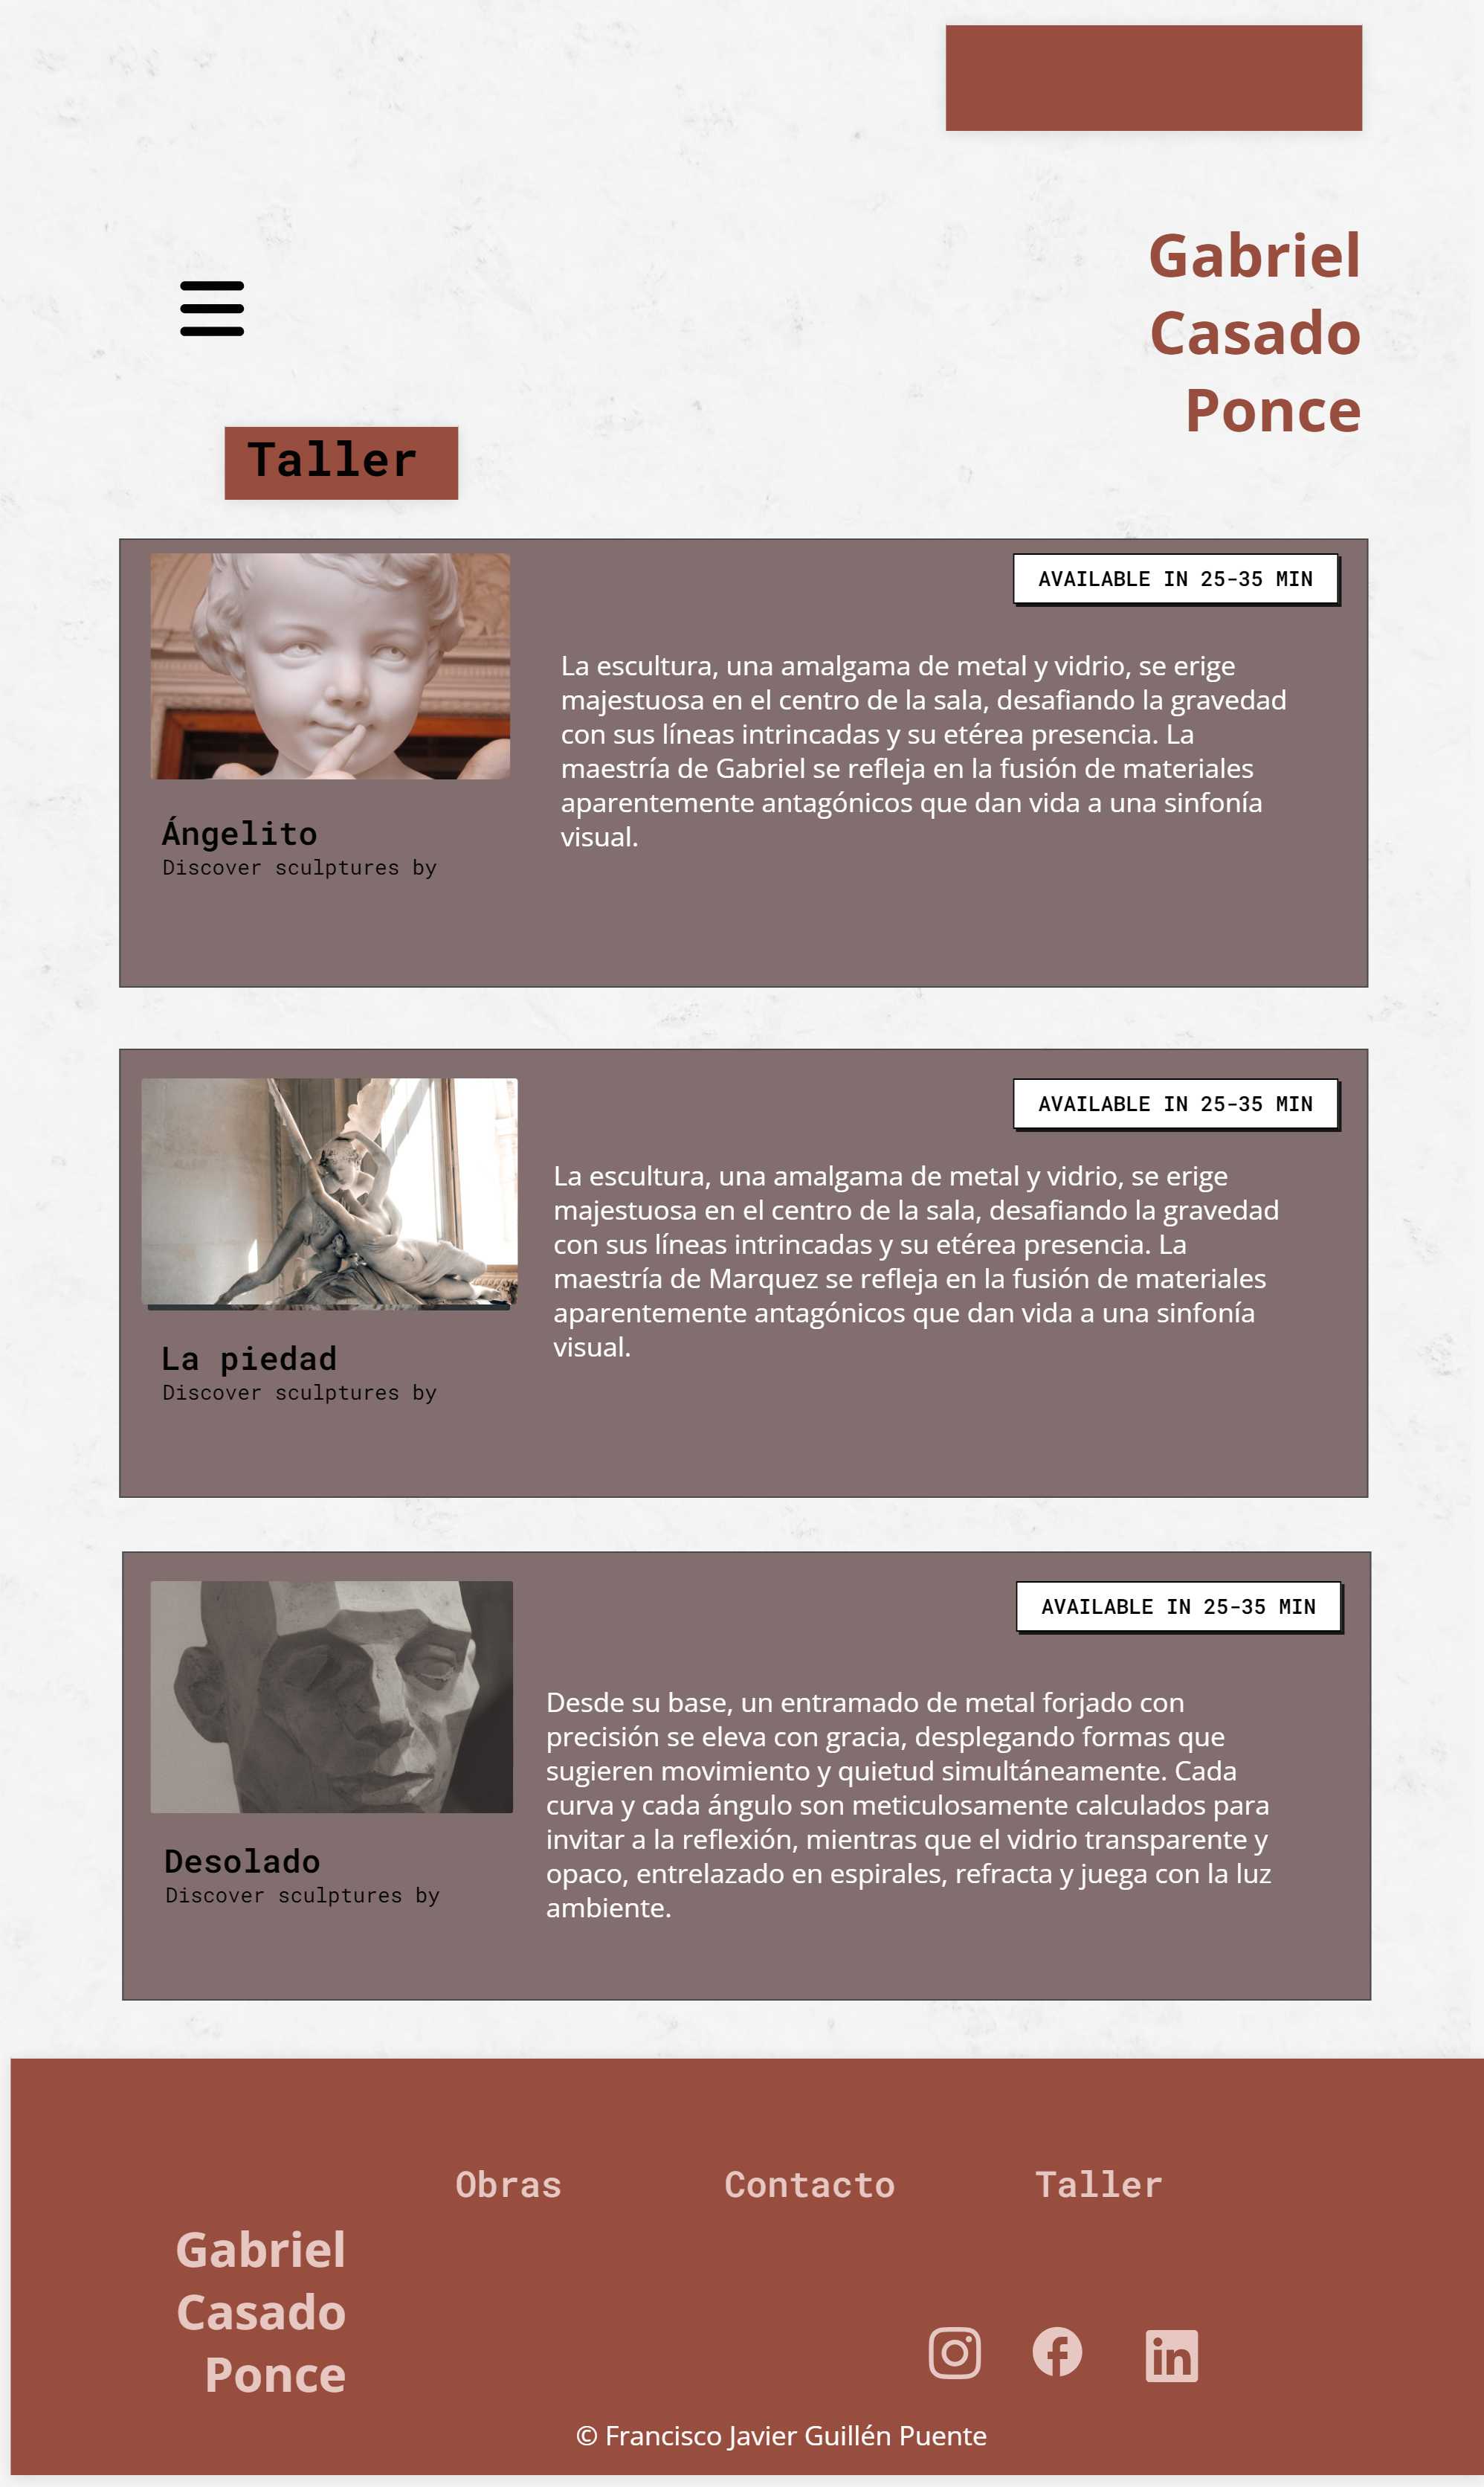 Gabriel
Casado
Ponce
Taller
AVAILABLE IN 25-35 MIN
La escultura, una amalgama de metal y vidrio, se erige
majestuosa en el centro de la sala, desafiando la gravedad
con sus líneas intrincadas y su etérea presencia. La
maestría de Gabriel se refleja en la fusión de materiales
aparentemente antagónicos que dan vida a una sinfonía
visual.
Ángelito
Discover sculptures by
AVAILABLE IN 25-35 MIN
La escultura, una amalgama de metal y vidrio, se erige
majestuosa en el centro de la sala, desafiando la gravedad
con sus líneas intrincadas y su etérea presencia. La
maestría de Marquez se refleja en la fusión de materiales
aparentemente antagónicos que dan vida a una sinfonía
visual.
La piedad
Discover sculptures by
AVAILABLE IN 25-35 MIN
Desde su base, un entramado de metal forjado con
precisión se eleva con gracia, desplegando formas que
sugieren movimiento y quietud simultáneamente. Cada
curva y cada ángulo son meticulosamente calculados para
invitar a la reflexión, mientras que el vidrio transparente y
opaco, entrelazado en espirales, refracta y juega con la luz
ambiente.
Desolado
Discover sculptures by
Obras
Contacto
Taller
Gabriel
Casado
Ponce
© Francisco Javier Guillén Puente